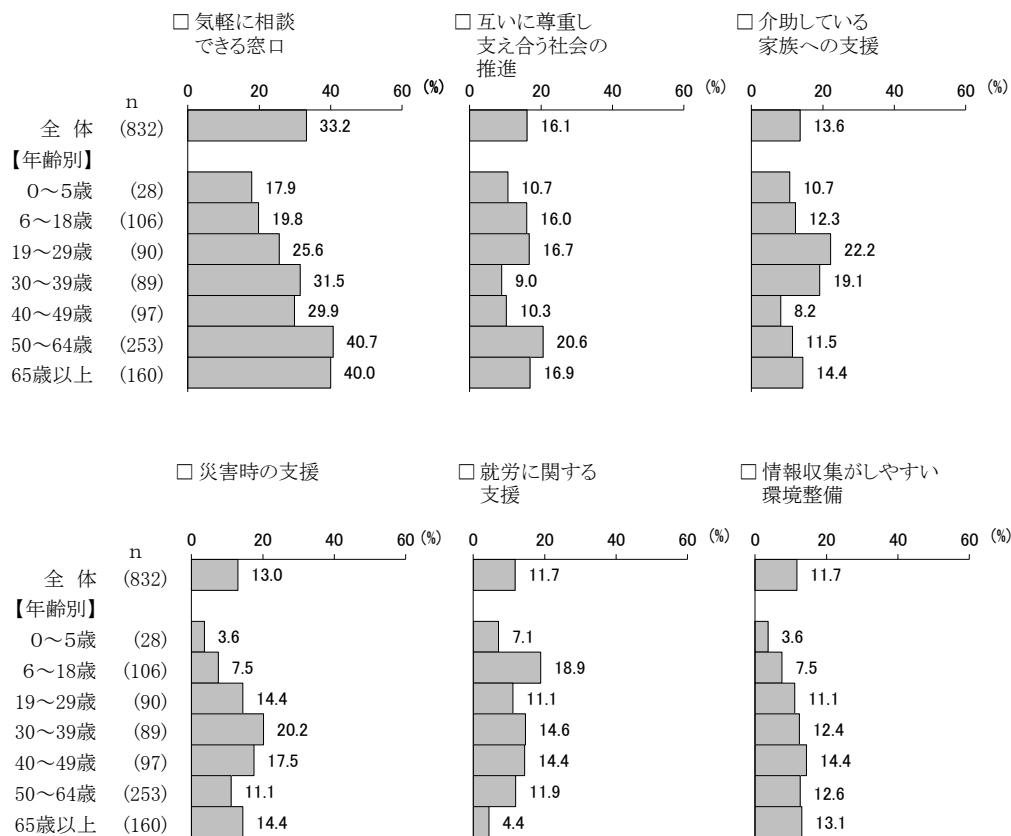 □ 気軽に相談
できる窓口
□ 互いに尊重し
支え合う社会の
推進
□ 介助している
家族への支援
0 20 40 60 (%) 0 20 40 60 (%) 0 20 40 60 (%)
n
全 体 (832) 33.2 16.1 13.6
【年齢別】
0～5歳 (28) 17.9 10.7 10.7
6～18歳 (106) 19.8 16.0 12.3
19～29歳 (90) 25.6 16.7 22.2
30～39歳 (89) 31.5 9.0 19.1
40～49歳 (97) 29.9 10.3 8.2
50～64歳 (253) 40.7 20.6 11.5
65歳以上 (160) 40.0 16.9 14.4
□ 災害時の支援
□ 就労に関する
支援
□ 情報収集がしやすい
環境整備
0 20 40 60 (%) 0 20 40 60 (%) 0 20 40 60 (%)
n
全 体 (832) 13.0 11.7 11.7
【年齢別】
0～5歳 (28) 3.6 7.1 3.6
6～18歳 (106) 7.5 18.9 7.5
19～29歳 (90) 14.4 11.1 11.1
30～39歳 (89) 20.2 14.6 12.4
40～49歳 (97) 17.5 14.4 14.4
50～64歳 (253) 11.1 11.9 12.6
65歳以上 (160) 14.4 4.4 13.1